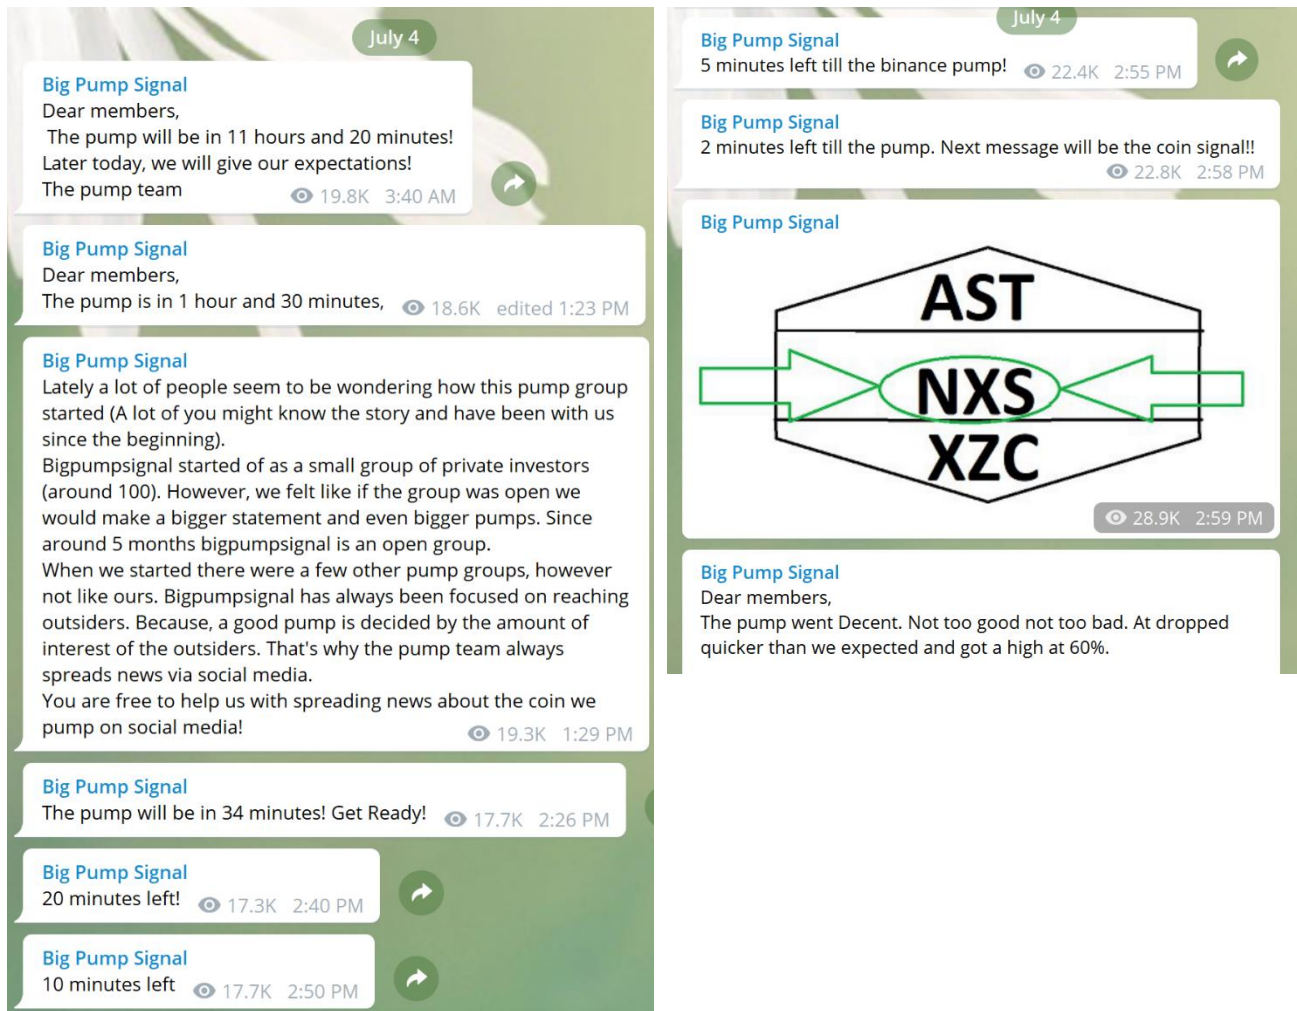 July 4
Big Pump Signal
Dear members,
The pump will be in 11 hours and 20 minutes!
Later today, we will give our expectations!
The pump team
19.8K 3:40 AM
Big Pump Signal
Dear members,
The pump is in 1 hour and 30 minutes,
18.6K edited 1:23 PM
Big Pump Signal
Lately a lot of people seem to be wondering how this pump group
started (A lot of you might know the story and have been with us
since the beginning).
Bigpumpsignal started of as a small group of private investors
(around 100). However, we felt like if the group was open we
would make a bigger statement and even bigger pumps. Since
around 5 months bigpumpsignal is an open group.
When we started there were a few other pump groups, however
not like ours. Bigpumpsignal has always been focused on reaching
outsiders. Because, a good pump is decided by the amount of
interest of the outsiders. That's why the pump team always
spreads news via social media.
You are free to help us with spreading news about the coin we
pump on social media!
19.3K 1:29 PM
Big Pump Signal
The pump will be in 34 minutes! Get Ready!
17.7K 2:26 PM
Big Pump Signal
20 minutes left!
17.3K 2:40 PM
Big Pump Signal
10 minutes left
17.7K 2:50 PM
July 4
Big Pump Signal
5 minutes left till the binance pump!
22.4K 2:55 PM
Big Pump Signal
2 minutes left till the pump. Next message will be the coin signal!!
22.8K 2:58 PM
Big Pump Signal
AST
NXS
XZC
28.9K 2:59 PM
Big Pump Signal
Dear members,
The pump went Decent. Not too good not too bad. At dropped
quicker than we expected and got a high at 60%.